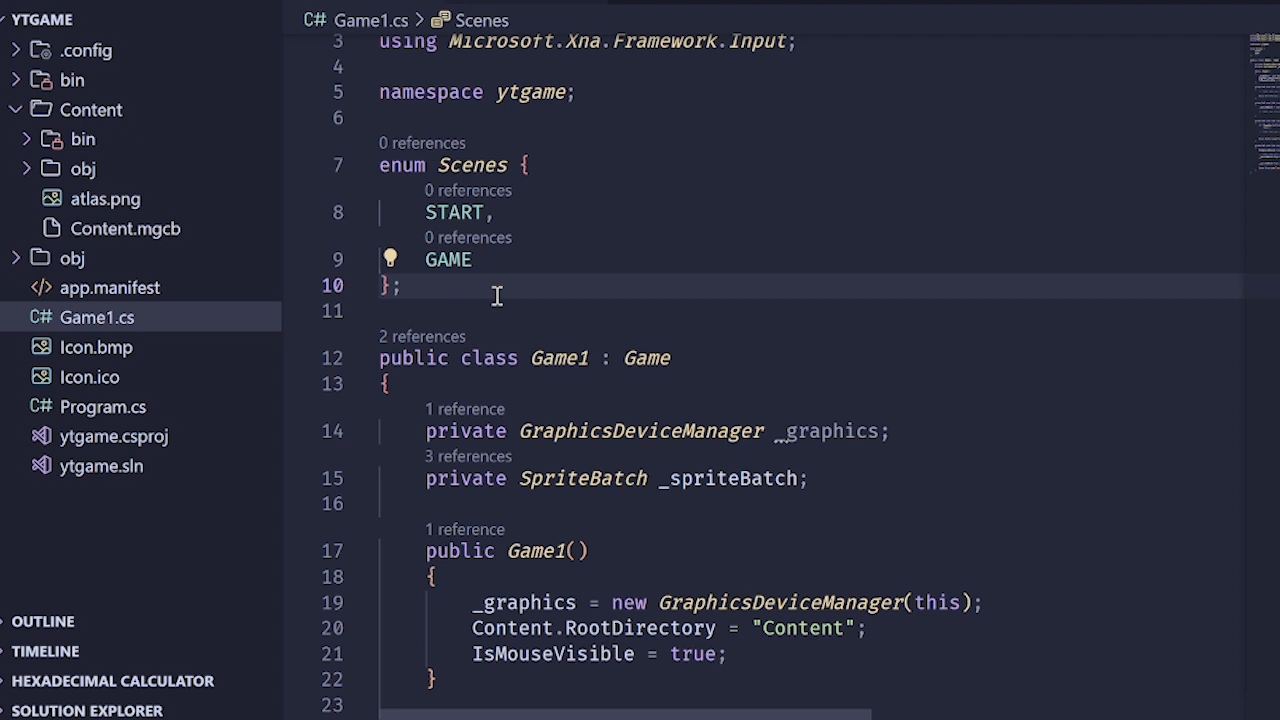 YTGAME
.config
bin
Content
bin
obj
atlas.png
Content.mgcb
obj
app.manifest
C# Game1.cs
Icon.bmp
Icon.ico
C# Program.cs
ytgame.csproj
ytgame.sln
OUTLINE
TIMELINE
HEXADECIMAL CALCULATOR
SOLUTION EXPLORER
C# Game1.cs > Scenes
3 using Microsoft.Xna.Framework.Input;
4
5 namespace ytgame;
6
0 references
7 enum Scenes {
0 references
8 START,
0 references
9 GAME
10 };
11
2 references
12 public class Game1 : Game
13 {
1 reference
14 private GraphicsDeviceManager _graphics;
3 references
15 private SpriteBatch _spriteBatch;
16
1 reference
17 public Game1()
18 {
19 _graphics = new GraphicsDeviceManager(this);
20 Content.RootDirectory = "Content";
21 IsMouseVisible = true;
22 }
23